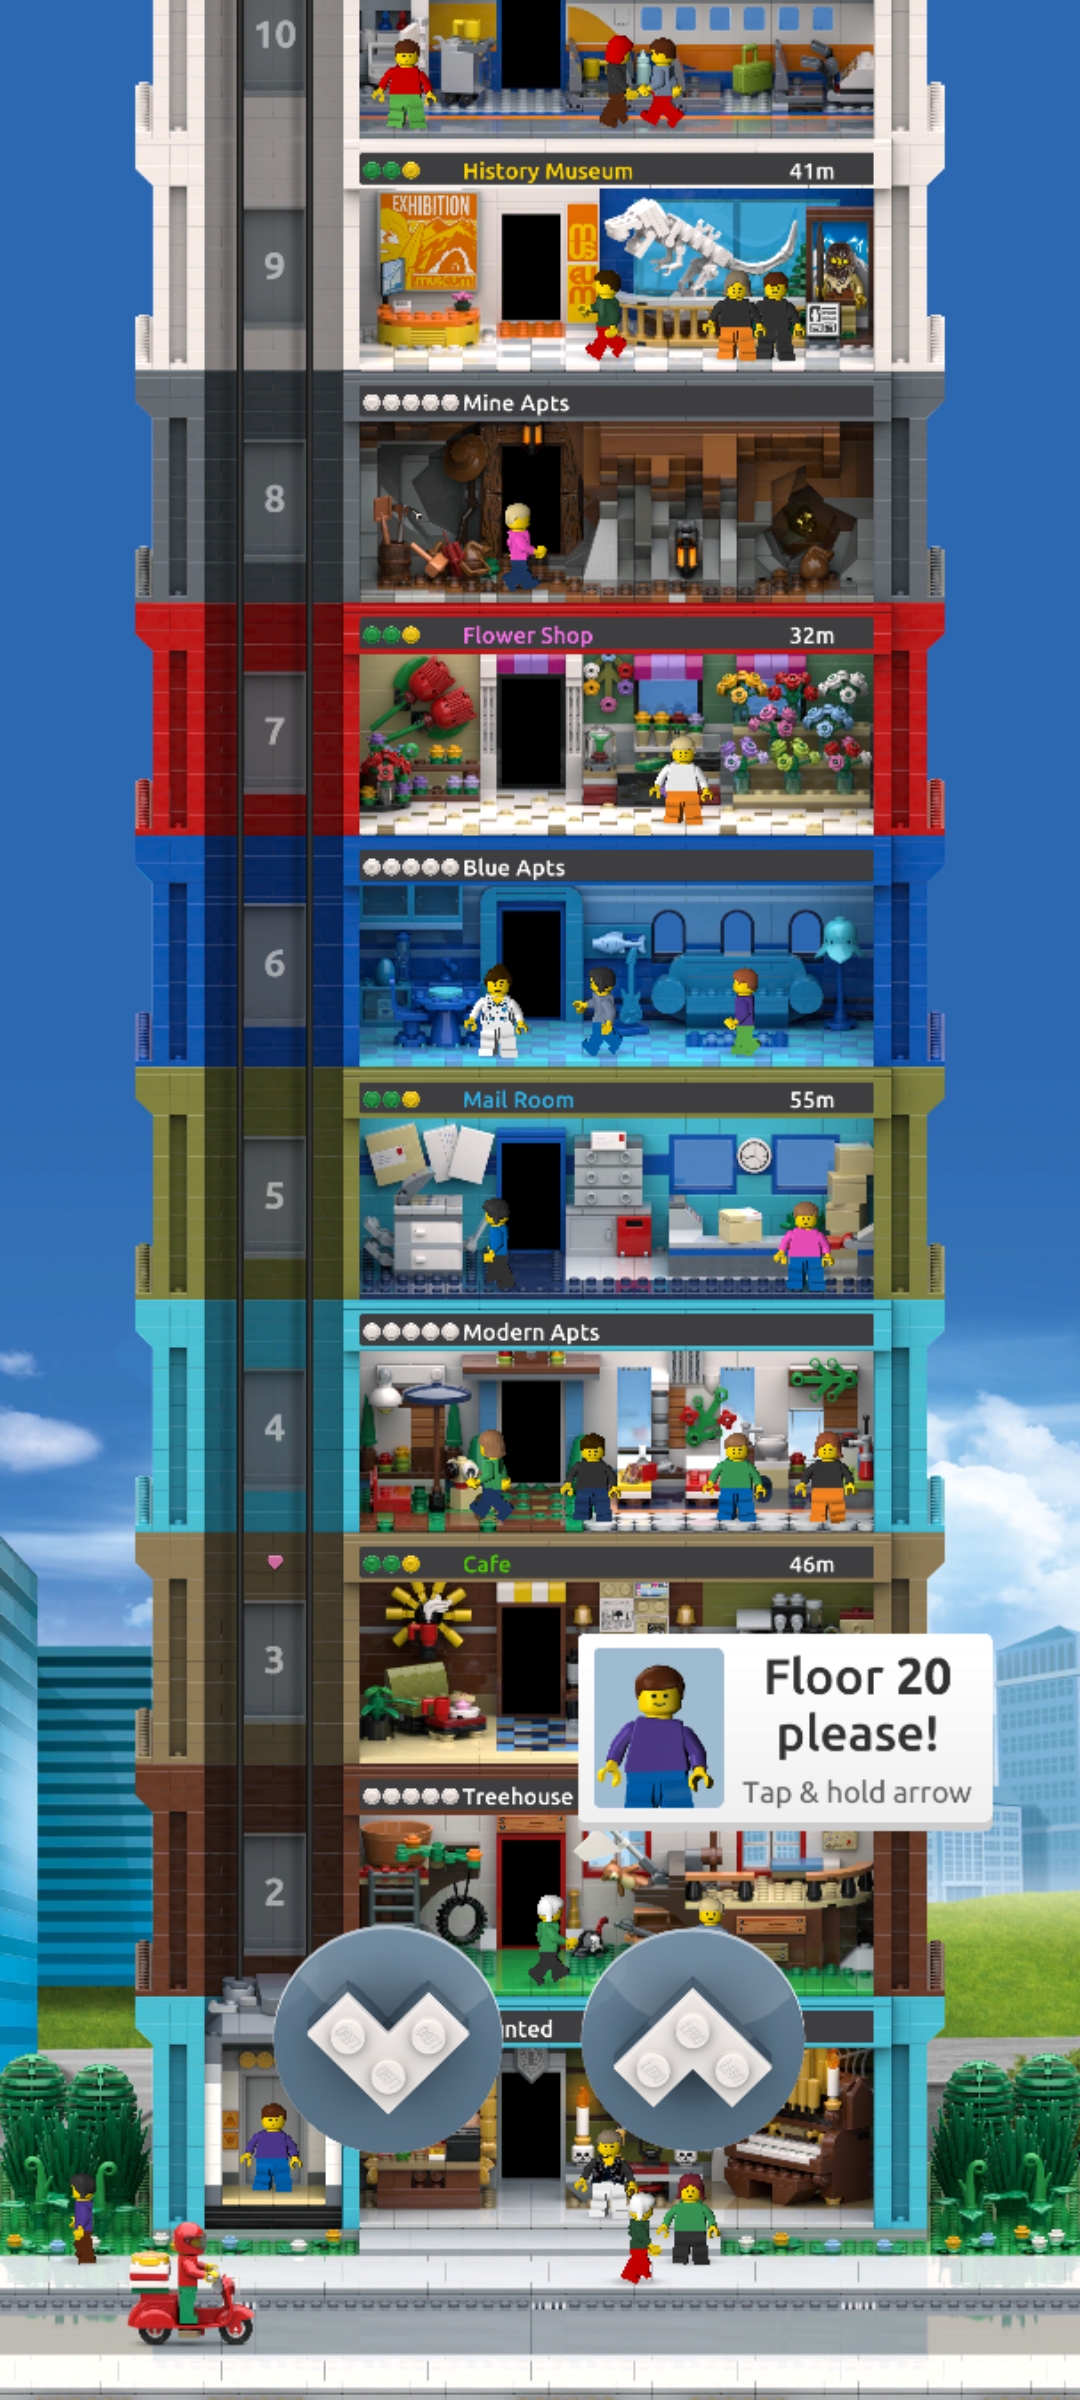 10
History Museum 41m
EXHIBITION
museum
9
Mine Apts
8
Flower Shop 32m
7
Blue Apts
6
Mail Room 55m
5
Modern Apts
4
Cafe 46m
3
Floor 20
please!
Tap & hold arrow
Treehouse
2
nted